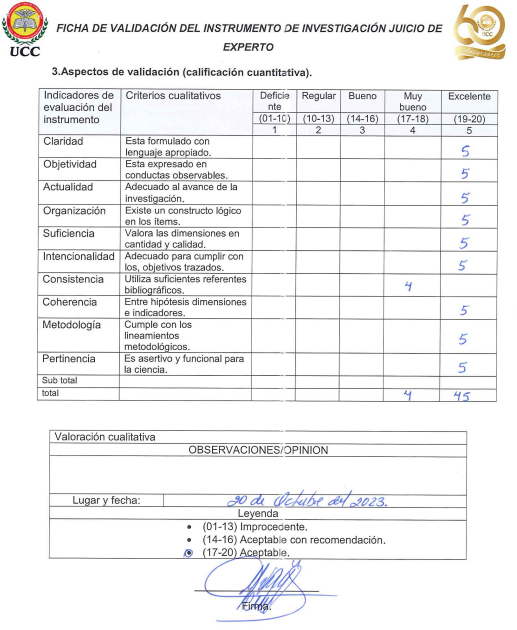 FICHA DE VALIDACIÓN DEL INSTRUMENTO DE INVESTIGACIÓN JUICIO DE
EXPERTO
UCC
60
UCC
3.Aspectos de validación (calificación cuantitativa).
Indicadores de evaluación del instrumento | Criterios cualitativos | Deficie nte | Regular | Bueno | Muy bueno | Excelente
(01-10) | (10-13) | (14-16) | (17-18) | (19-20)
1 | 2 | 3 | 4 | 5
Claridad | Esta formulado con lenguaje apropiado. | 5
Objetividad | Esta expresado en conductas observables. | 5
Actualidad | Adecuado al avance de la investigación. | 5
Organización | Existe un constructo lógico en los ítems. | 5
Suficiencia | Valora las dimensiones en cantidad y calidad. | 5
Intencionalidad | Adecuado para cumplir con los, objetivos trazados. | 5
Consistencia | Utiliza suficientes referentes bibliográficos. | 4
Coherencia | Entre hipótesis dimensiones e indicadores. | 5
Metodología | Cumple con los lineamientos metodológicos. | 5
Pertinencia | Es asertivo y funcional para la ciencia. | 5
Sub total
total | 4 | 45
Valoración cualitativa
OBSERVACIONES/OPINION
Lugar y fecha: 20 de Octubre del 2023.
Leyenda
• (01-13) Improcedente.
• (14-16) Aceptable con recomendación.
• (17-20) Aceptable.
Firma.